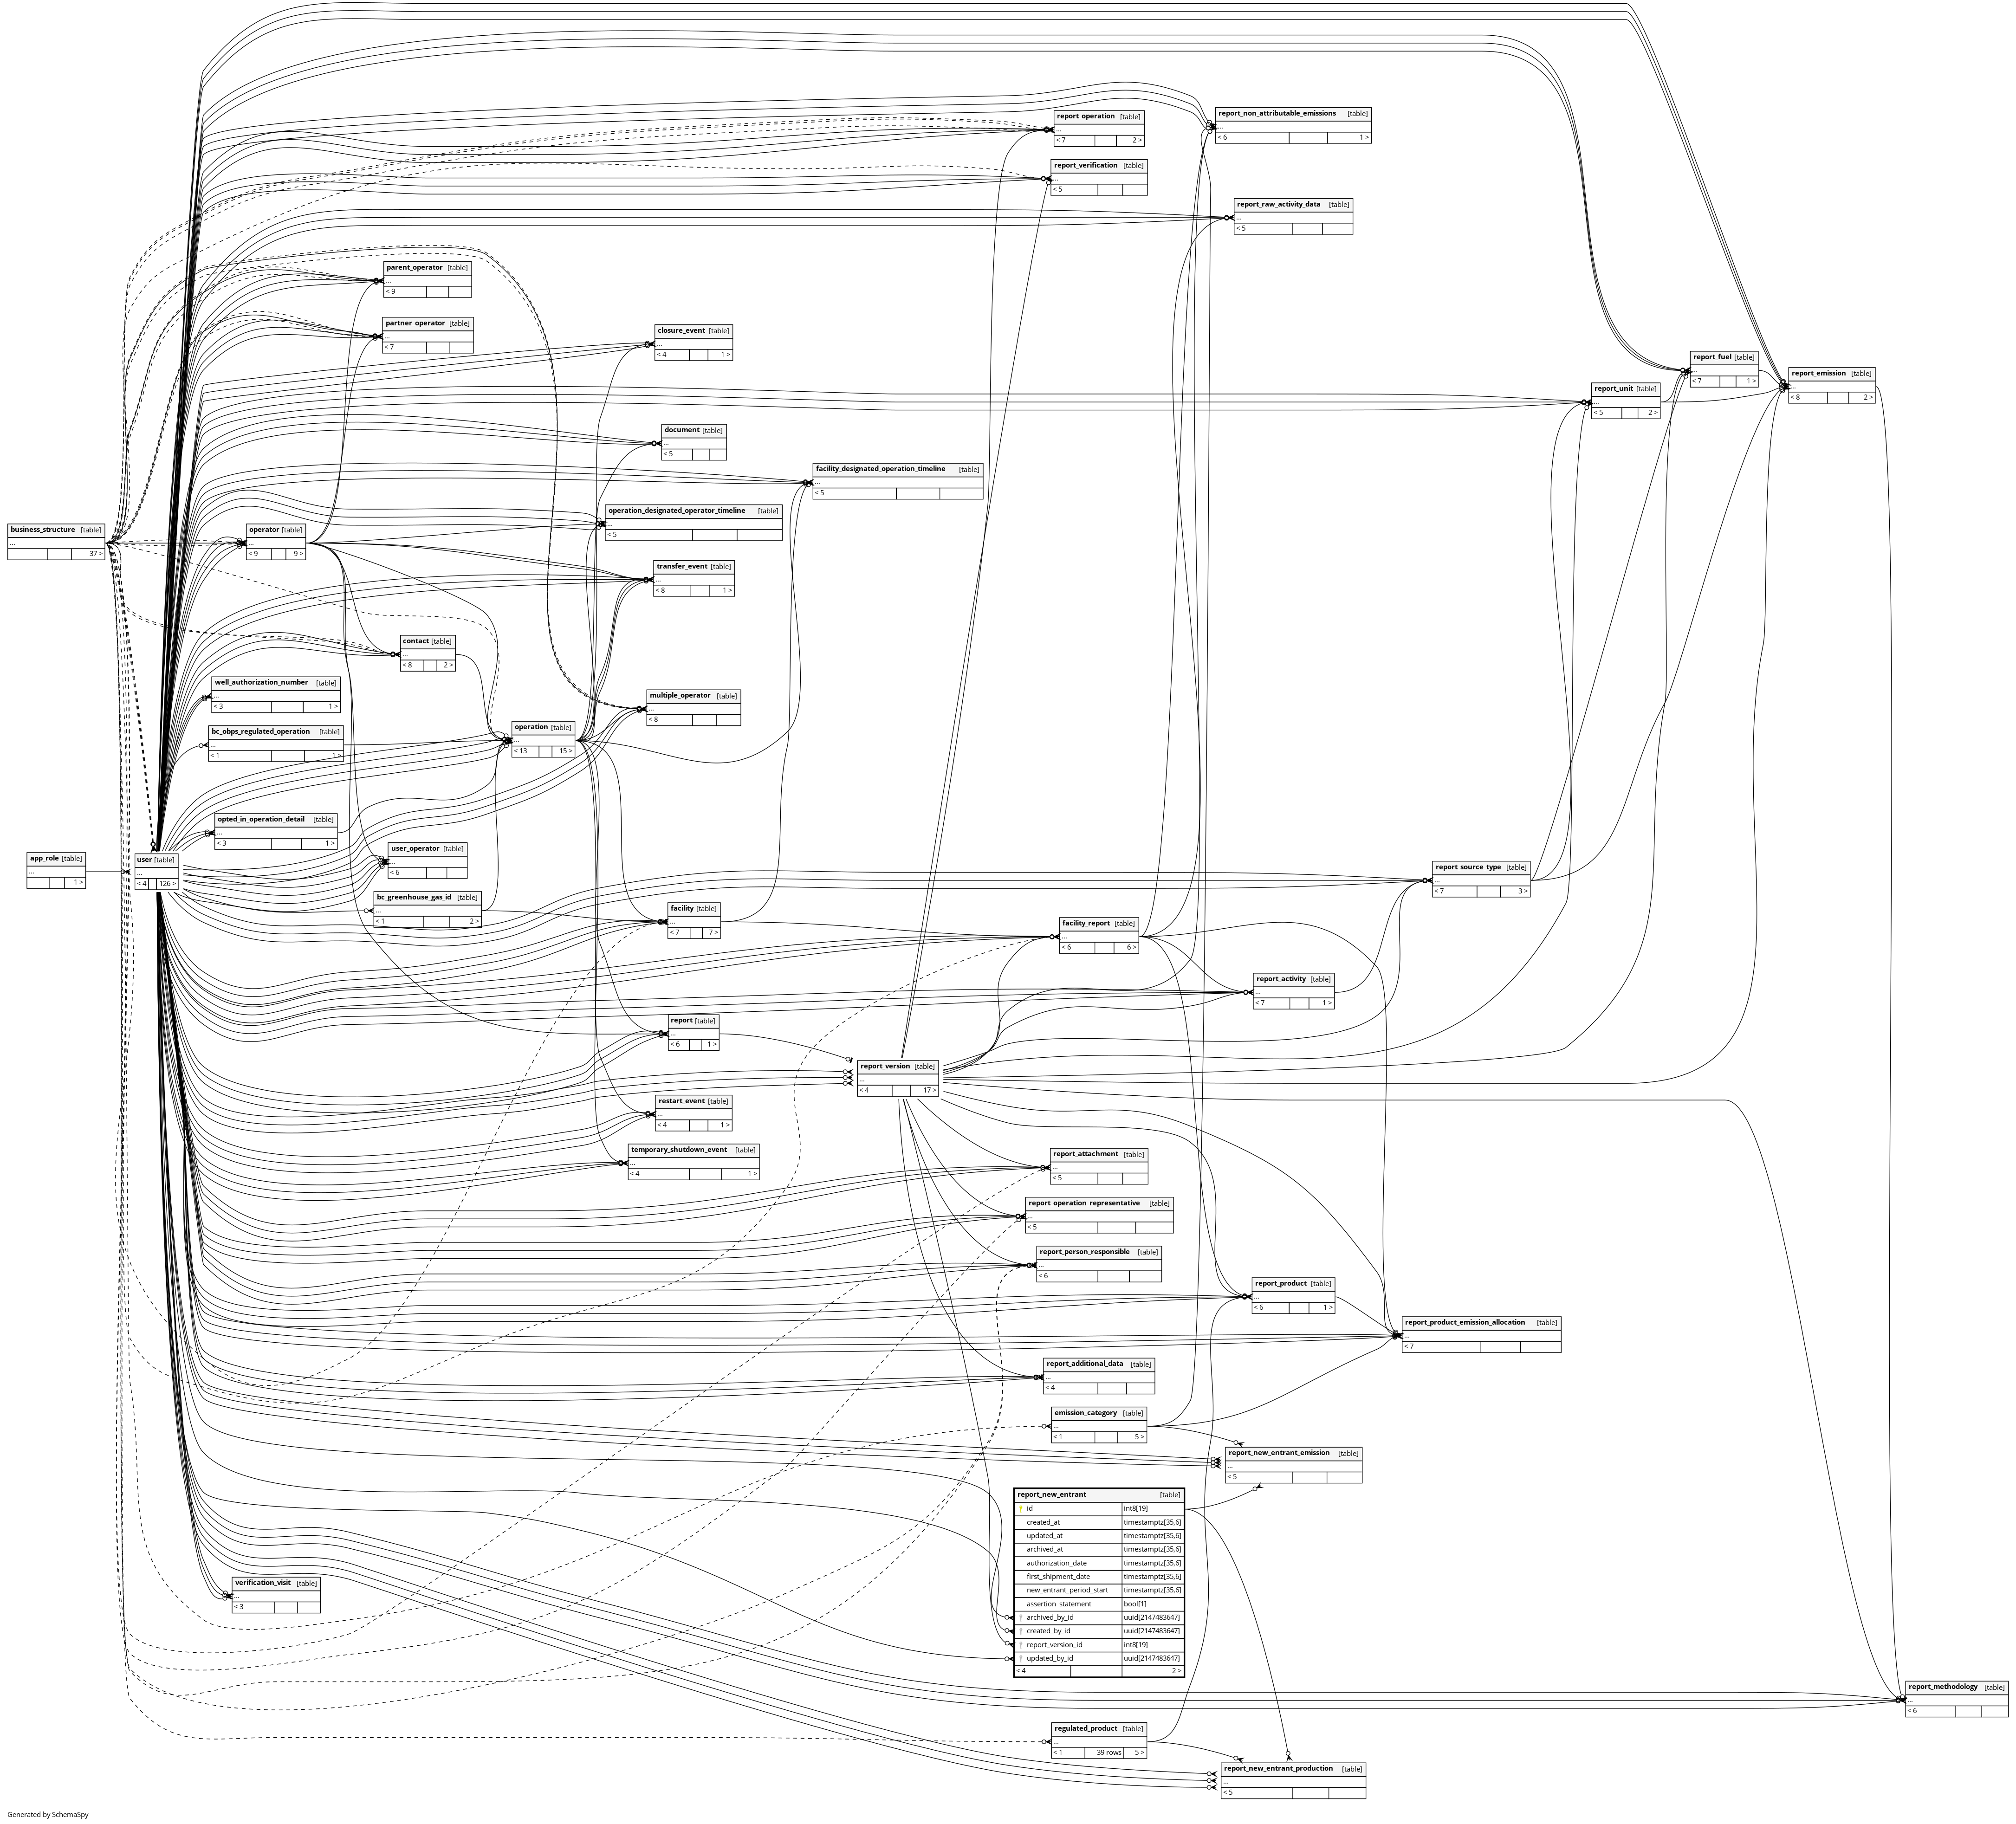 report_operation [table]
...
< 7 2 >
report_non_attributable_emissions [table]
...
< 6 1 >
report_verification [table]
...
< 5
report_raw_activity_data [table]
...
< 5
parent_operator [table]
...
< 9
partner_operator [table]
...
< 7
closure_event [table]
...
< 4 1 >
report_fuel [table]
...
< 7 1 >
report_emission [table]
...
< 8 2 >
report_unit [table]
...
< 5 2 >
document [table]
...
< 5
facility_designated_operation_timeline [table]
...
< 5
operation_designated_operator_timeline [table]
...
< 5
business_structure [table]
...
37 >
operator [table]
...
< 9 9 >
transfer_event [table]
...
< 8 1 >
contact [table]
...
< 8 2 >
well_authorization_number [table]
...
< 3 1 >
multiple_operator [table]
...
< 8
bc_obps_regulated_operation [table]
...
< 1 1 >
operation [table]
...
< 13 15 >
opted_in_operation_detail [table]
...
< 3 1 >
user_operator [table]
...
< 6
app_role [table]
...
1 >
user [table]
...
< 4 126 >
bc_greenhouse_gas_id [table]
...
< 1 2 >
report_source_type [table]
...
< 7 3 >
facility [table]
...
< 7 7 >
facility_report [table]
...
< 6 6 >
report_activity [table]
...
< 7 1 >
report [table]
...
< 6 1 >
report_version [table]
...
< 4 17 >
restart_event [table]
...
< 4 1 >
temporary_shutdown_event [table]
...
< 4 1 >
report_attachment [table]
...
< 5
report_operation_representative [table]
...
< 5
report_person_responsible [table]
...
< 6
report_product [table]
...
< 6 1 >
report_product_emission_allocation [table]
...
< 7
report_additional_data [table]
...
< 4
emission_category [table]
...
< 1 5 >
report_new_entrant_emission [table]
...
< 5
report_new_entrant [table]
id int8[19]
created_at timestamptz[35,6]
updated_at timestamptz[35,6]
archived_at timestamptz[35,6]
authorization_date timestamptz[35,6]
first_shipment_date timestamptz[35,6]
new_entrant_period_start timestamptz[35,6]
assertion_statement bool[1]
archived_by_id uuid[2147483647]
created_by_id uuid[2147483647]
report_version_id int8[19]
updated_by_id uuid[2147483647]
< 4 2 >
verification_visit [table]
...
< 3
report_methodology [table]
...
< 6
regulated_product [table]
...
< 1 39 rows 5 >
report_new_entrant_production [table]
...
< 5
Generated by SchemaSpy